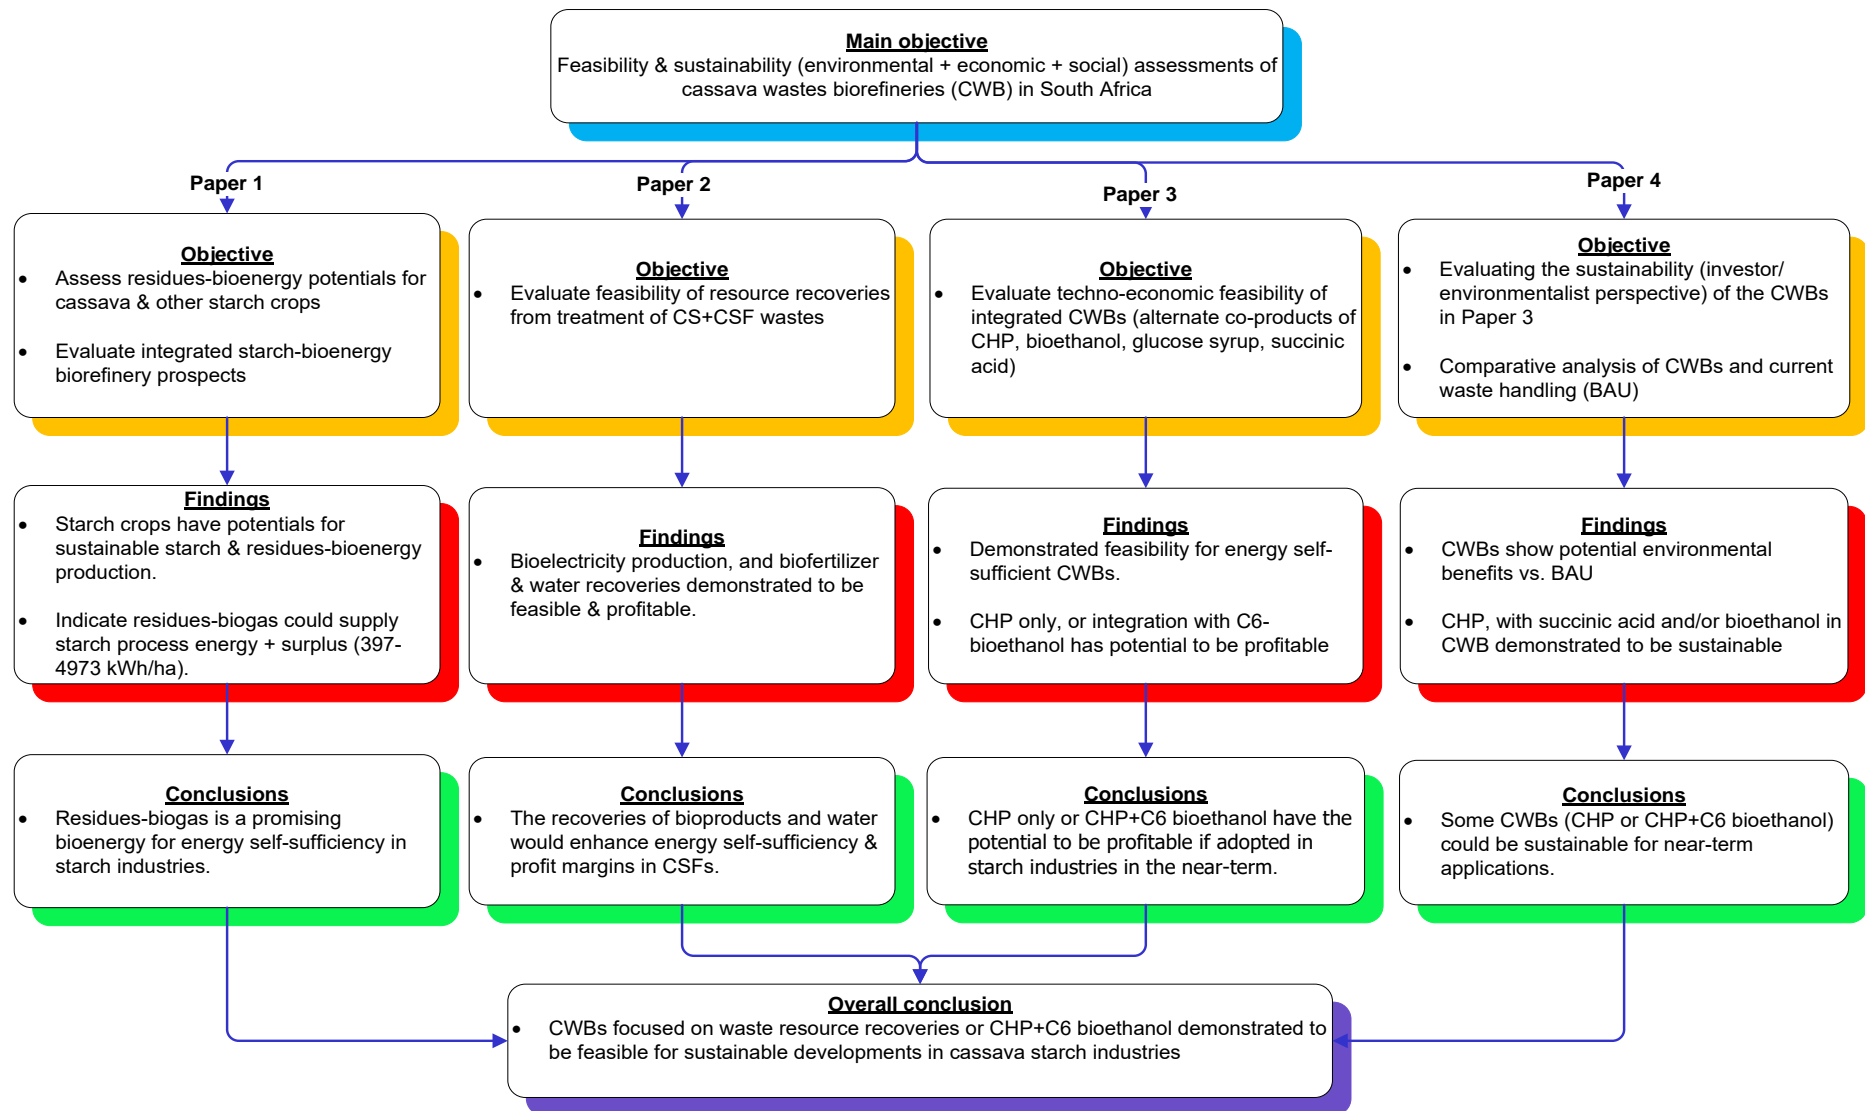 Main objective
Feasibility & sustainability (environmental + economic + social) assessments of
cassava wastes biorefineries (CWB) in South Africa
Paper 1
Paper 2
Paper 3
Paper 4
Objective
• Assess residues-bioenergy potentials for
cassava & other starch crops
• Evaluate integrated starch-bioenergy
biorefinery prospects
Objective
• Evaluate feasibility of resource recoveries
from treatment of CS+CSF wastes
Objective
• Evaluate techno-economic feasibility of
integrated CWBs (alternate co-products of
CHP, bioethanol, glucose syrup, succinic
acid)
Objective
• Evaluating the sustainability (investor/
environmentalist perspective) of the CWBs
in Paper 3
• Comparative analysis of CWBs and current
waste handling (BAU)
Findings
• Starch crops have potentials for
sustainable starch & residues-bioenergy
production.
• Indicate residues-biogas could supply
starch process energy + surplus (397-
4973 kWh/ha).
Findings
• Bioelectricity production, and biofertilizer
& water recoveries demonstrated to be
feasible & profitable.
Findings
• Demonstrated feasibility for energy self-
sufficient CWBs.
• CHP only, or integration with C6-
bioethanol has potential to be profitable
Findings
• CWBs show potential environmental
benefits vs. BAU
• CHP, with succinic acid and/or bioethanol in
CWB demonstrated to be sustainable
Conclusions
• Residues-biogas is a promising
bioenergy for energy self-sufficiency in
starch industries.
Conclusions
• The recoveries of bioproducts and water
would enhance energy self-sufficiency &
profit margins in CSFs.
Conclusions
• CHP only or CHP+C6 bioethanol have the
potential to be profitable if adopted in
starch industries in the near-term.
Conclusions
• Some CWBs (CHP or CHP+C6 bioethanol)
could be sustainable for near-term
applications.
Overall conclusion
• CWBs focused on waste resource recoveries or CHP+C6 bioethanol demonstrated to
be feasible for sustainable developments in cassava starch industries